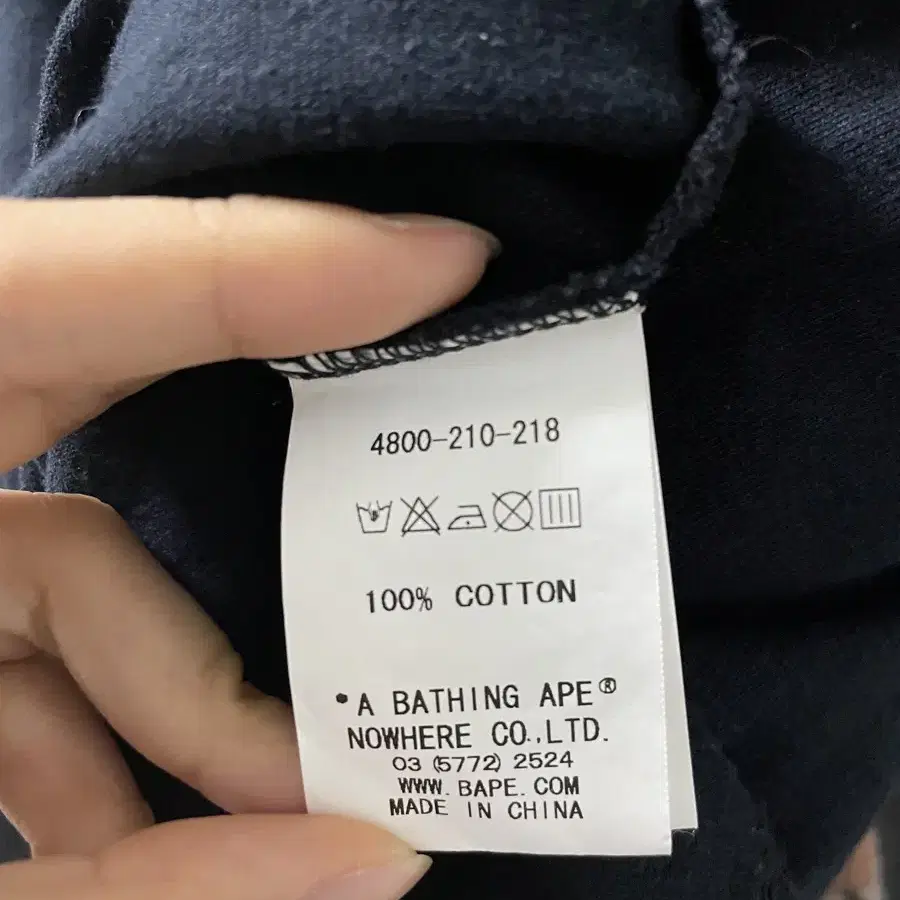 4800-210-218
100% COTTON
*A BATHING APE®
NOWHERE CO.,LTD.
03 (5772) 2524
WWW.BAPE.COM
MADE IN CHINA